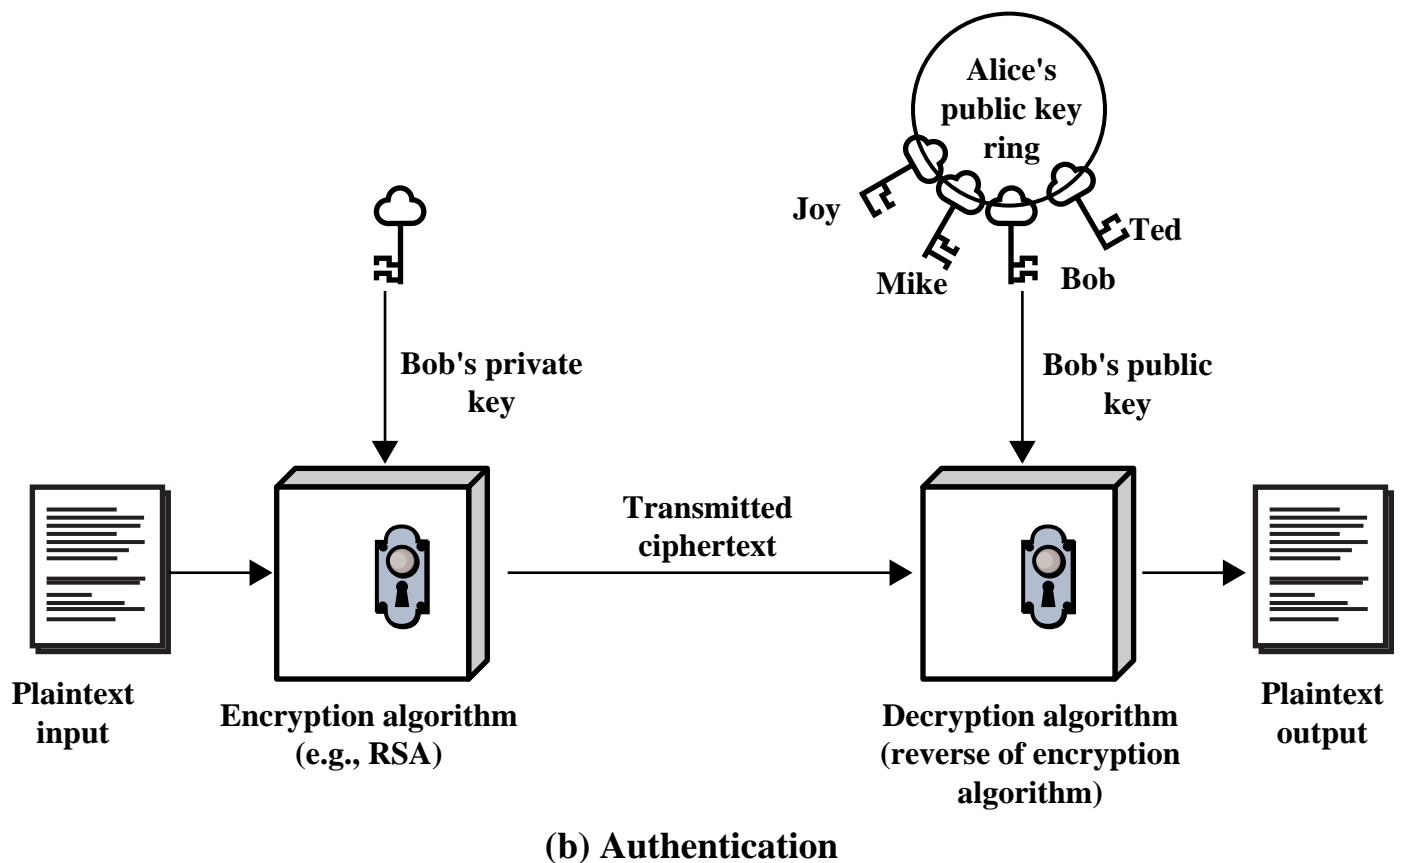 Alice's
public key
ring
Joy
Ted
Mike
Bob
Bob's private
key
Bob's public
key
Transmitted
ciphertext
Plaintext
input
Encryption algorithm
(e.g., RSA)
Decryption algorithm
(reverse of encryption
algorithm)
Plaintext
output
(b) Authentication